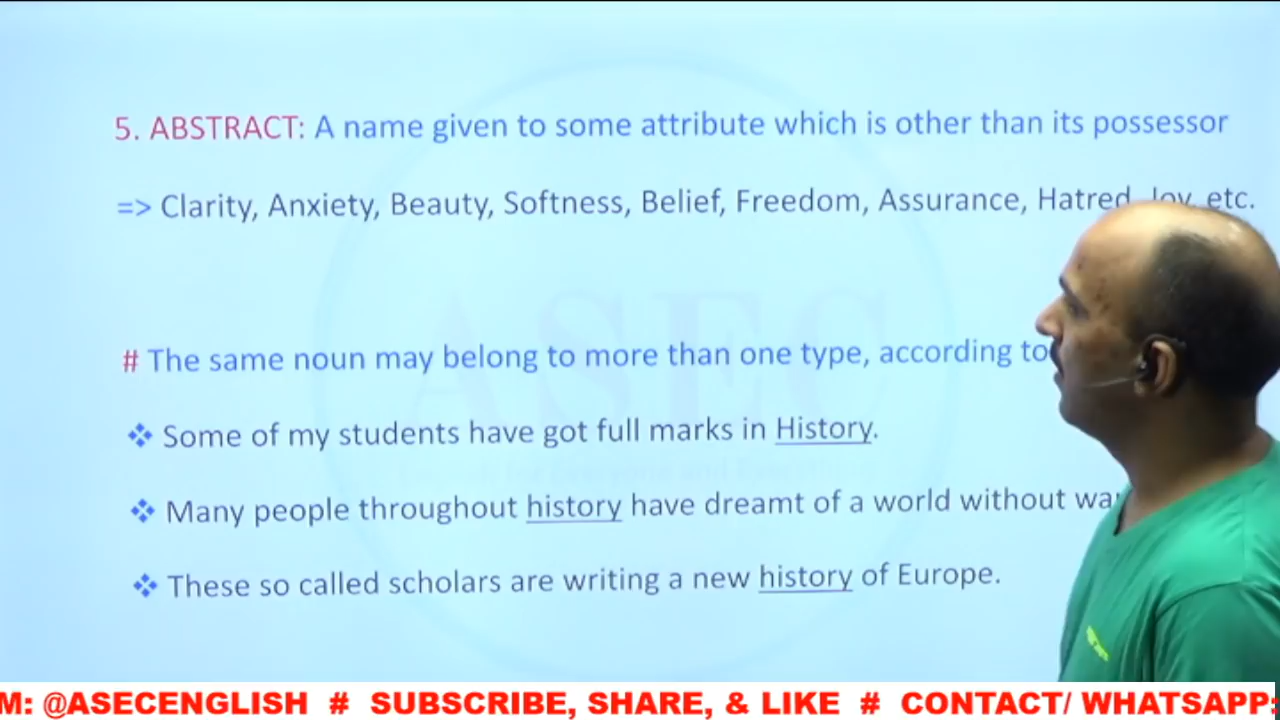 5. ABSTRACT: A name given to some attribute which is other than its possessor
=> Clarity, Anxiety, Beauty, Softness, Belief, Freedom, Assurance, Hatred, Joy, etc.
ASEC
# The same noun may belong to more than one type, according to
❖ Some of my students have got full marks in History.
❖ Many people throughout history have dreamt of a world without
❖ These so called scholars are writing a new history of Europe.
M: @ASECENGLISH # SUBSCRIBE, SHARE, & LIKE # CONTACT/ WHATSAPP: